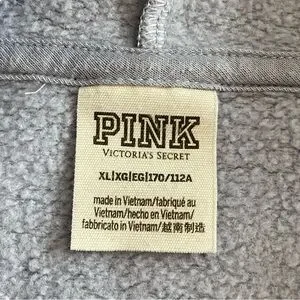 PINK
VICTORIA'S SECRET
XL|XG|EG|170/112A
made in Vietnam/fabriqué au
Vietnam/hecho en Vietnam/
fabbricato in Vietnam/越南制造